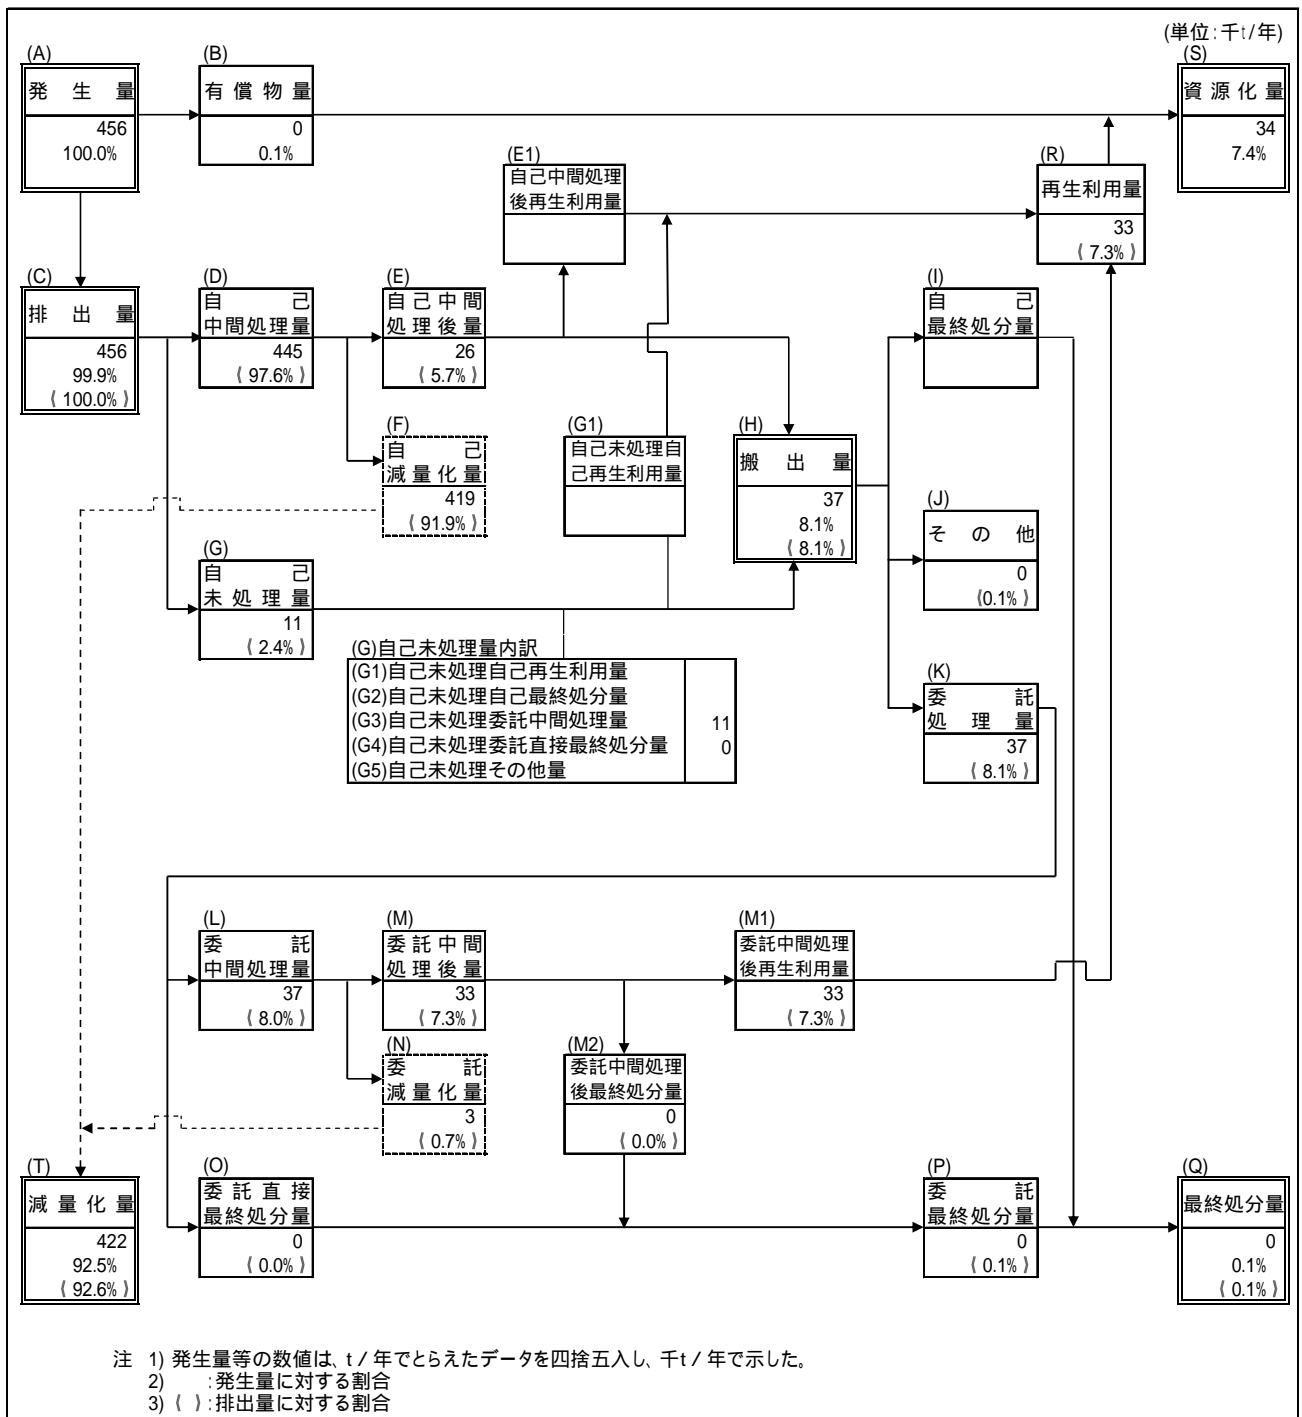 (単位:千t/年)
(A)
発生量
456
100.0%
(B)
有償物量
0
0.1%
(S)
資源化量
34
7.4%
(E1)
自己中間処理
後再生利用量
(R)
再生利用量
33
( 7.3% )
(C)
排出量
456
99.9%
( 100.0% )
(D)
自己
中間処理量
445
( 97.6% )
(E)
自己中間
処理後量
26
( 5.7% )
(I)
自己
最終処分量
(F)
自己
減量化量
419
( 91.9% )
(G1)
自己未処理自
己再生利用量
(H)
搬出量
37
8.1%
( 8.1% )
(J)
その他
0
(0.1% )
(G)
自己
未処理量
11
( 2.4% )
(G)自己未処理量内訳
(G1)自己未処理自己再生利用量
(G2)自己未処理自己最終処分量
(G3)自己未処理委託中間処理量 11
(G4)自己未処理委託直接最終処分量 0
(G5)自己未処理その他量
(K)
委託
処理量
37
( 8.1% )
(L)
委託
中間処理量
37
( 8.0% )
(M)
委託中間
処理後量
33
( 7.3% )
(M1)
委託中間処理
後再生利用量
33
( 7.3% )
(N)
委託
減量化量
3
( 0.7% )
(M2)
委託中間処理
後最終処分量
0
( 0.0% )
(T)
減量化量
422
92.5%
( 92.6% )
(O)
委託直接
最終処分量
0
( 0.0% )
(P)
委託
最終処分量
0
( 0.1% )
(Q)
最終処分量
0
0.1%
( 0.1% )
注 1) 発生量等の数値は、t/年でとらえたデータを四捨五入し、千t/年で示した。
2) :発生量に対する割合
3) ( ):排出量に対する割合